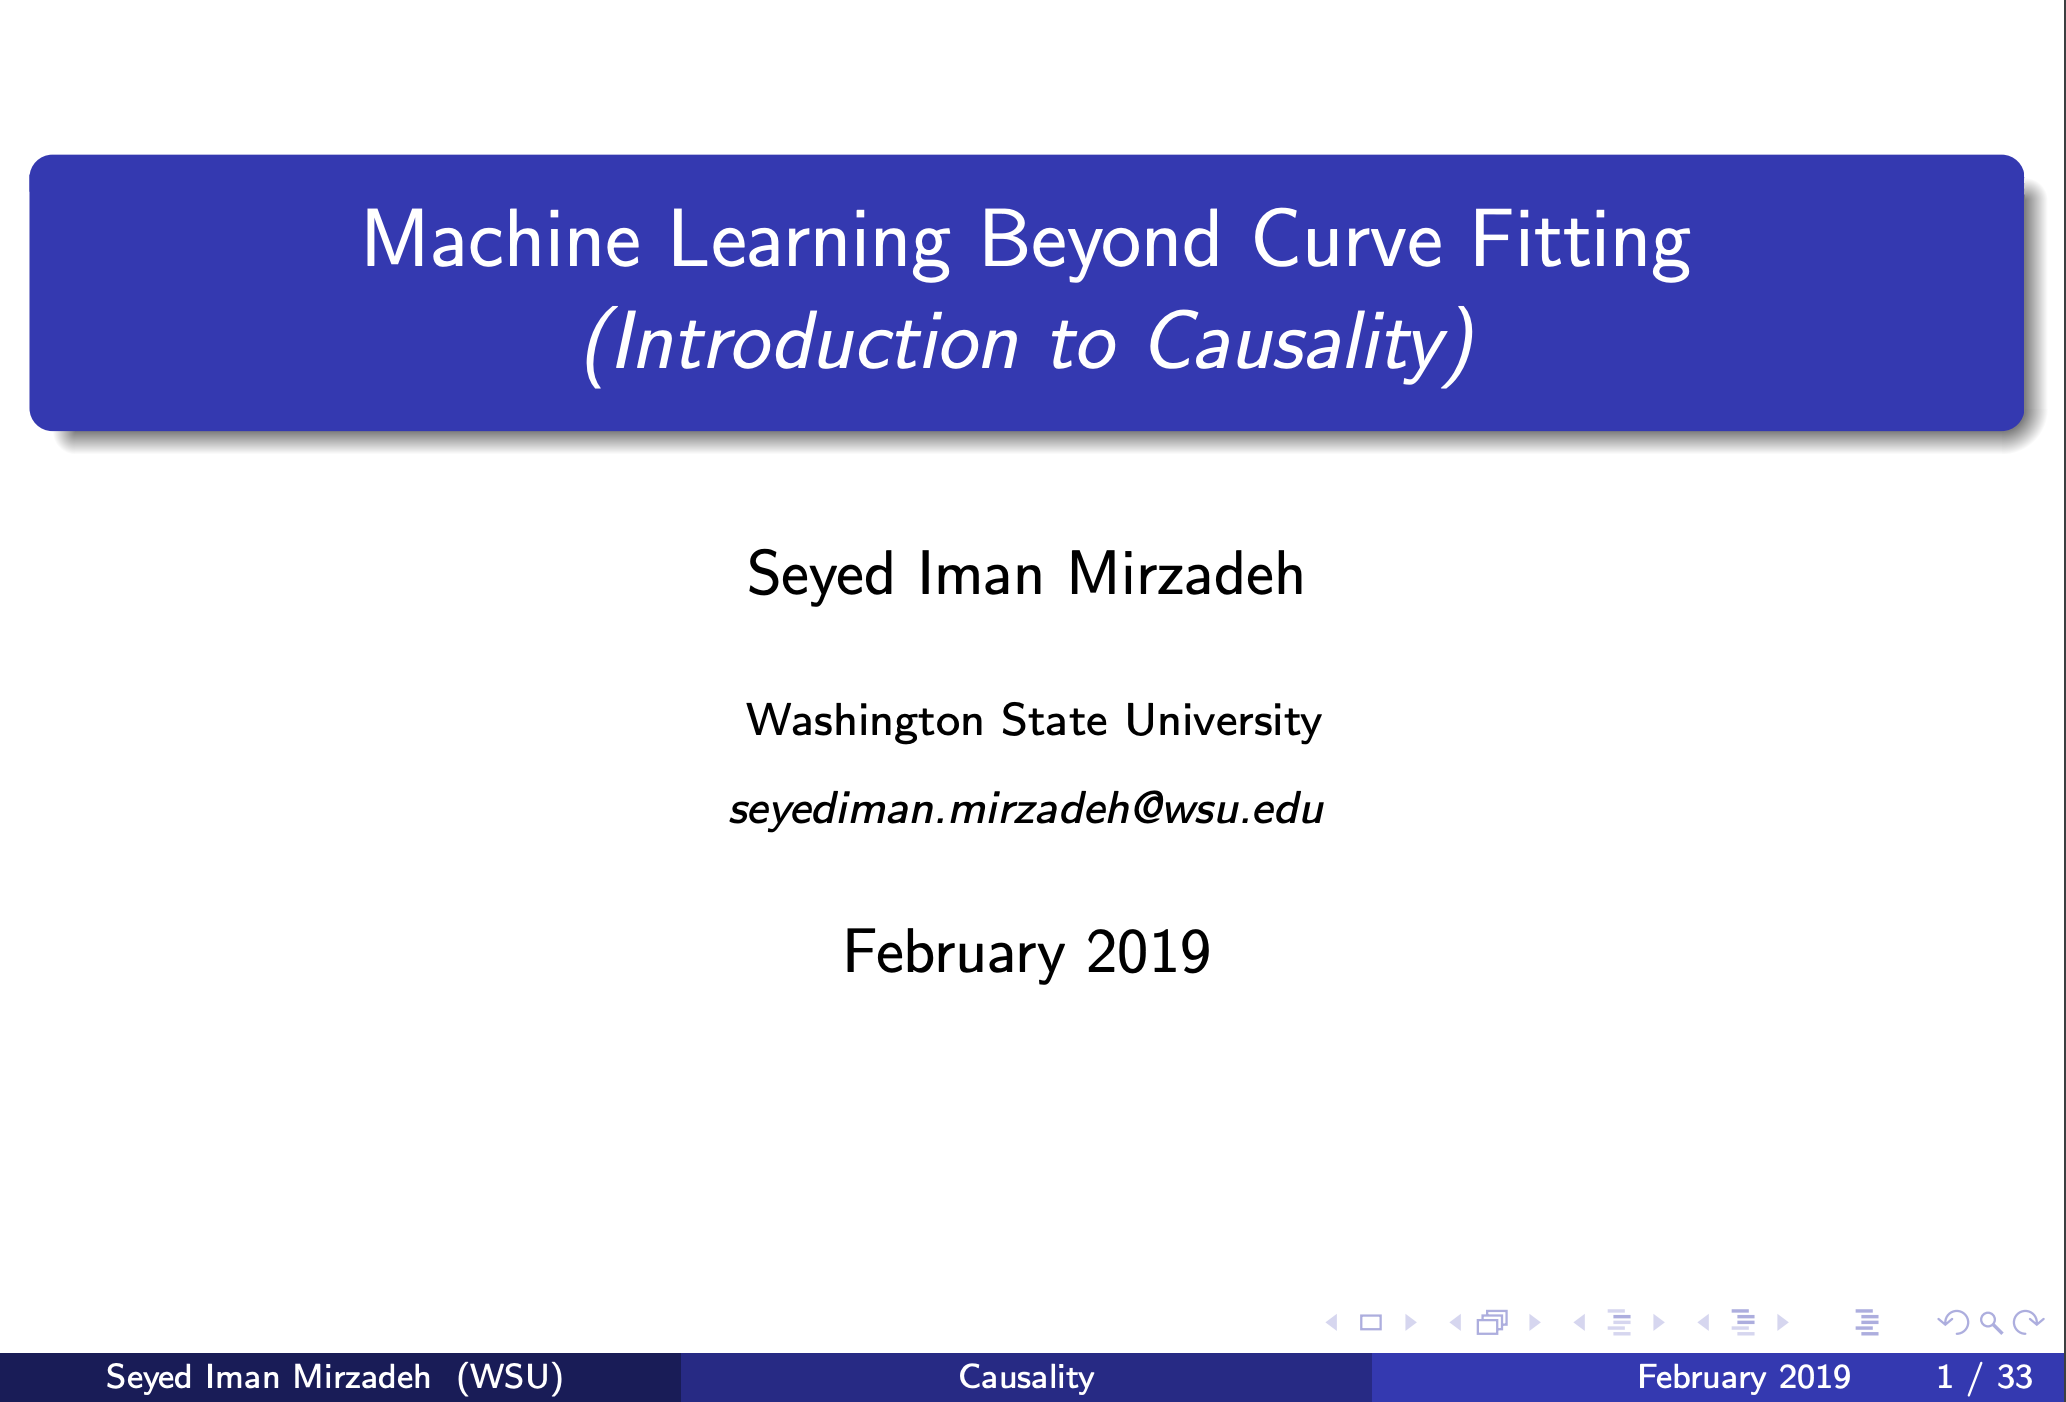 Machine Learning Beyond Curve Fitting
(Introduction to Causality)
Seyed Iman Mirzadeh
Washington State University
seyediman.mirzadeh@wsu.edu
February 2019
Seyed Iman Mirzadeh (WSU) Causality February 2019 1 / 33